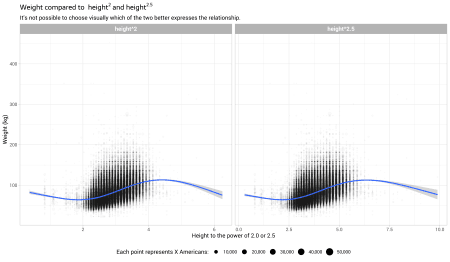 Weight compared to height2 and height2.5
It's not possible to choose visually which of the two better expresses the relationship.
height^2
height^2.5
Weight (kg)
400
300
200
100
2
4
6
0.0
2.5
5.0
7.5
10.0
Height to the power of 2.0 or 2.5
Each point represents X Americans:
10,000
20,000
30,000
40,000
50,000